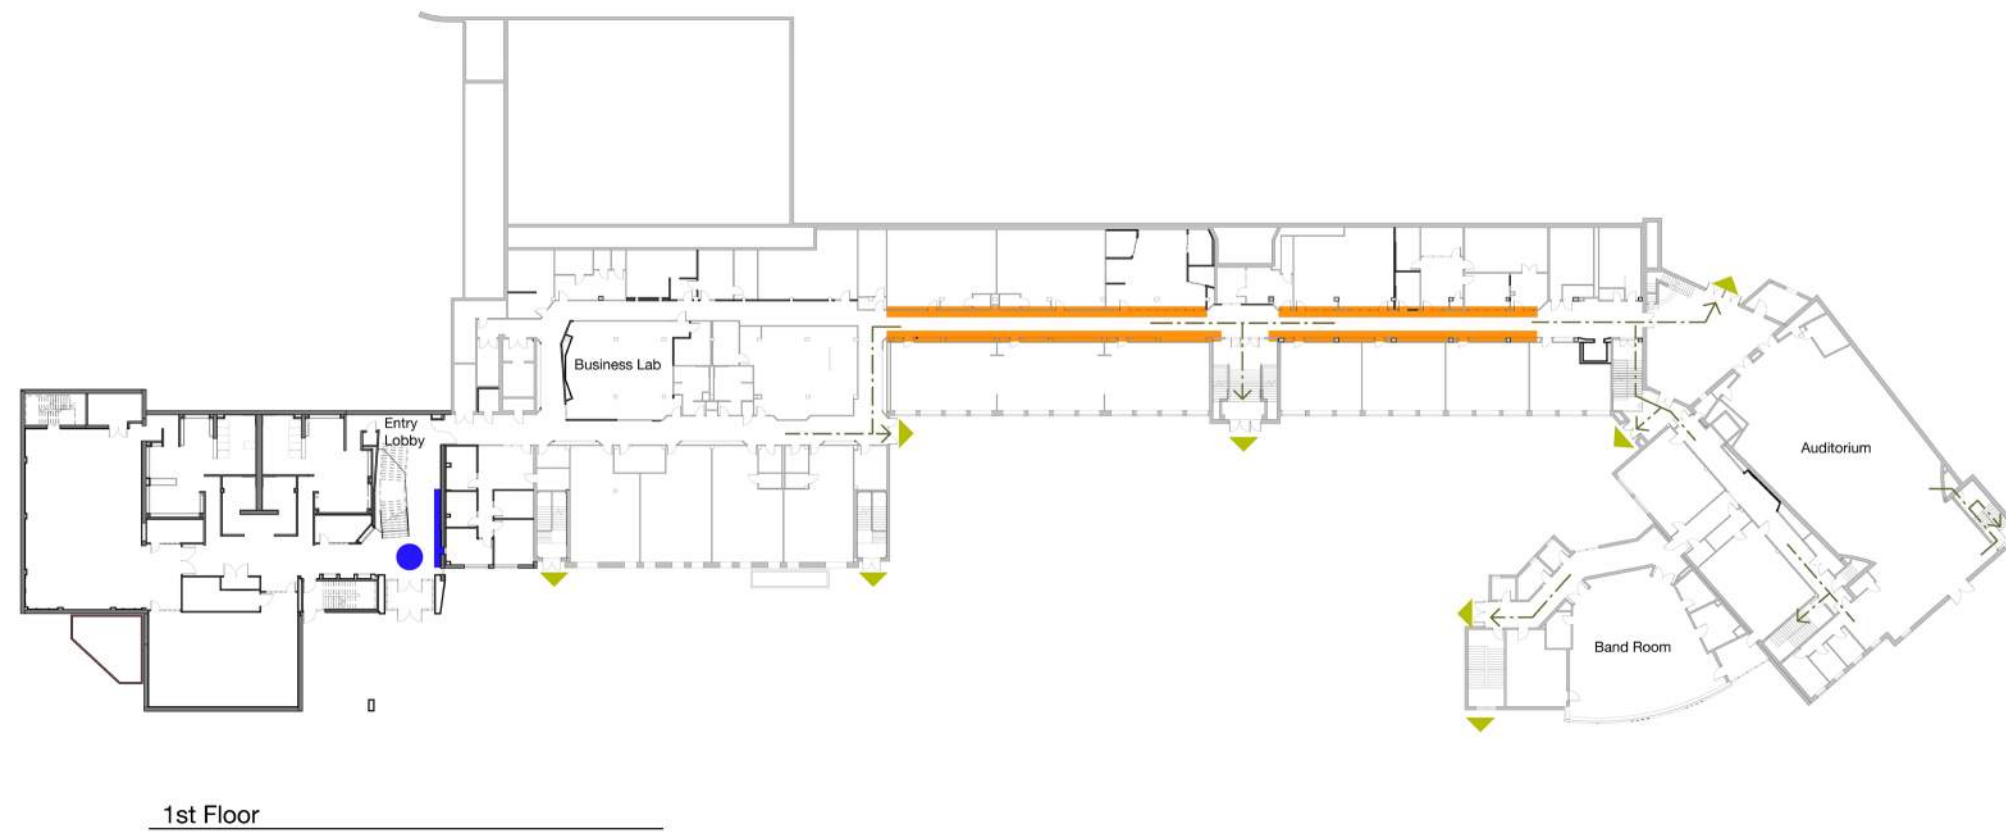 Entry
Lobby
Business Lab
Auditorium
Band Room
1st Floor